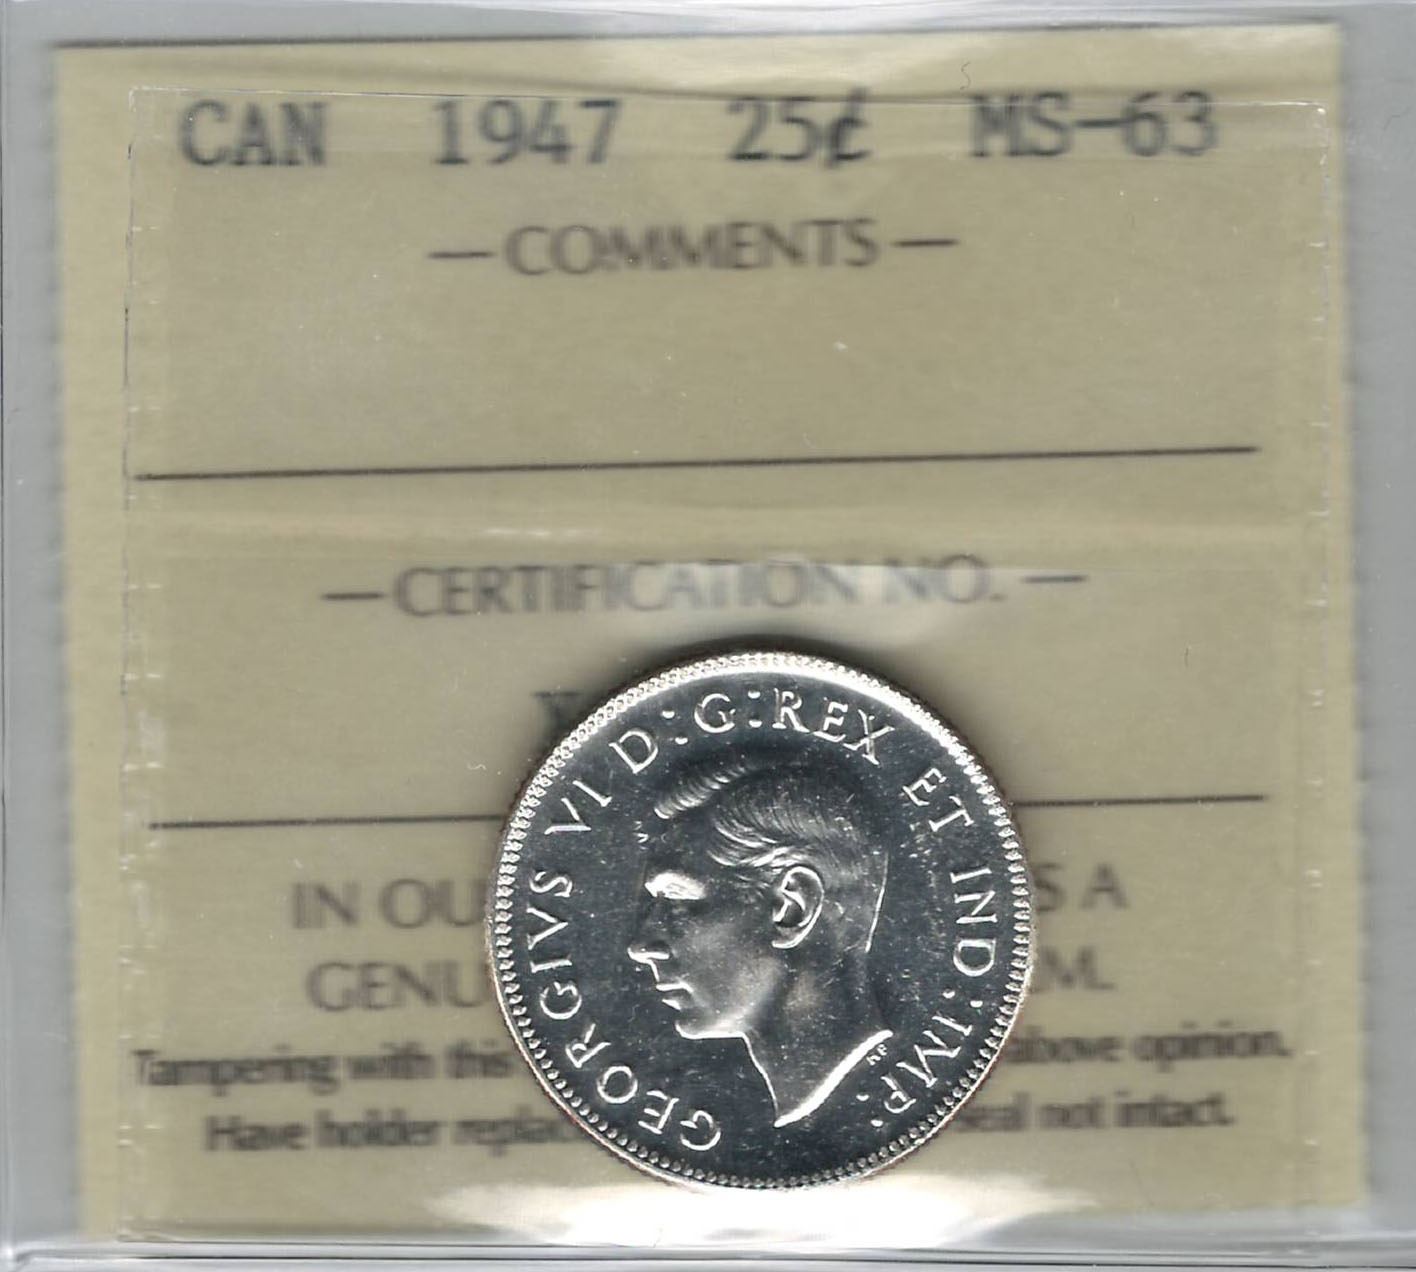 CAN 1947 25¢ MS-63
— COMMENTS —
— CERTIFICATION NO. —
X
IN OU S A
GENU M.
Tampering with this above opinion.
Have holder replac seal not intact.
GEORGIVS VI D:G:REX ET IND:IMP:
HP